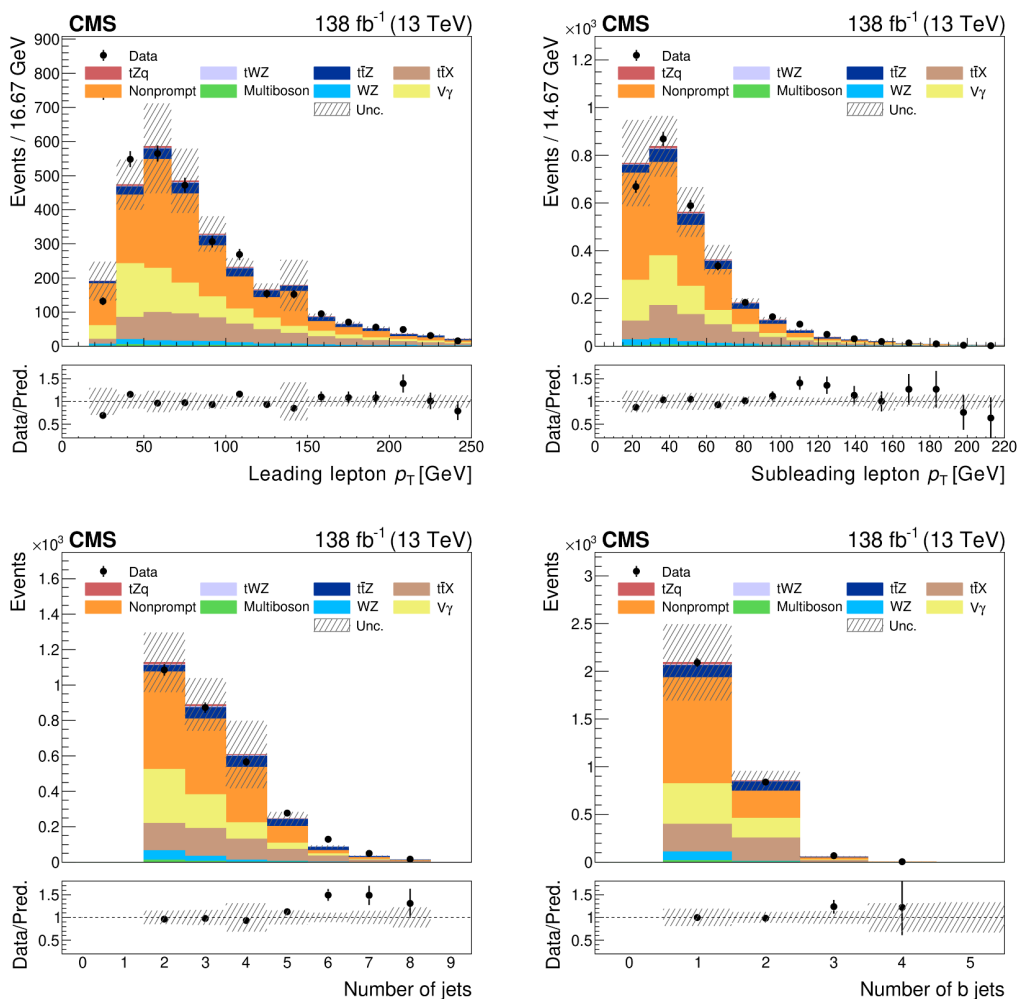 CMS 138 fb⁻¹ (13 TeV)
Events / 16.67 GeV
900
800
700
600
500
400
300
200
100
0
Data
tZq tWZ tt̄Z tt̄X
Nonprompt Multiboson WZ Vγ
Unc.
Data/Pred.
1.5
1
0.5
0 50 100 150 200 250
Leading lepton pT [GeV]
CMS 138 fb⁻¹ (13 TeV)
×10³
Events / 14.67 GeV
1.2
1
0.8
0.6
0.4
0.2
0
Data
tZq tWZ tt̄Z tt̄X
Nonprompt Multiboson WZ Vγ
Unc.
Data/Pred.
1.5
1
0.5
0 20 40 60 80 100 120 140 160 180 200 220
Subleading lepton pT [GeV]
CMS 138 fb⁻¹ (13 TeV)
×10³
Events
1.6
1.4
1.2
1
0.8
0.6
0.4
0.2
0
Data
tZq tWZ tt̄Z tt̄X
Nonprompt Multiboson WZ Vγ
Unc.
Data/Pred.
1.5
1
0.5
0 1 2 3 4 5 6 7 8 9
Number of jets
CMS 138 fb⁻¹ (13 TeV)
×10³
Events
3
2.5
2
1.5
1
0.5
0
Data
tZq tWZ tt̄Z tt̄X
Nonprompt Multiboson WZ Vγ
Unc.
Data/Pred.
1.5
1
0.5
0 1 2 3 4 5
Number of b jets